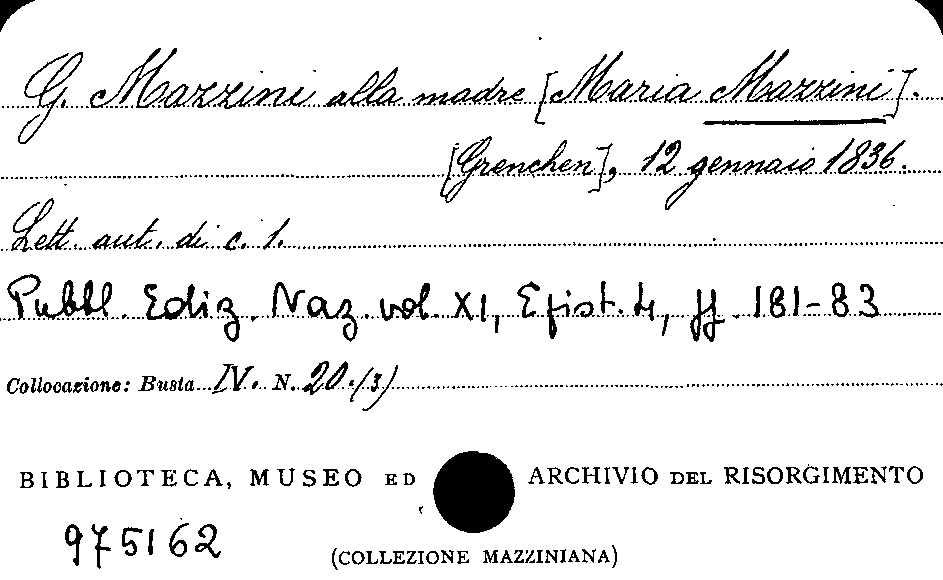 G. Mazzini alla madre [Maria Mazzini].
[Grenchen], 12 gennaio 1836.
Lett. aut. di c. 1.
Pubbl. Ediz. Naz. vol. XI, Epist. 4, pp. 181-83
Collocazione: Busta IV. N. 20.(3)
BIBLIOTECA, MUSEO ED ARCHIVIO DEL RISORGIMENTO
975162
(COLLEZIONE MAZZINIANA)